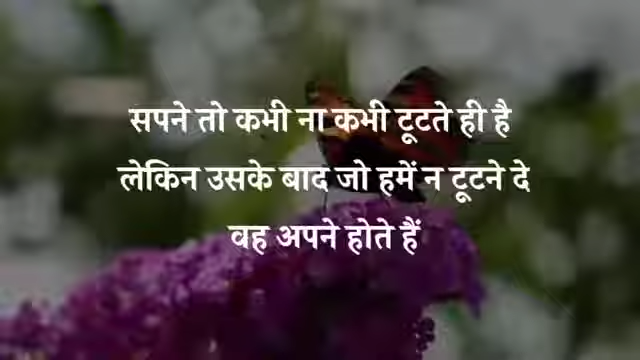 सपने तो कभी ना कभी टूटते ही है
लेकिन उसके बाद जो हमें न टूटने दे
वह अपने होते हैं